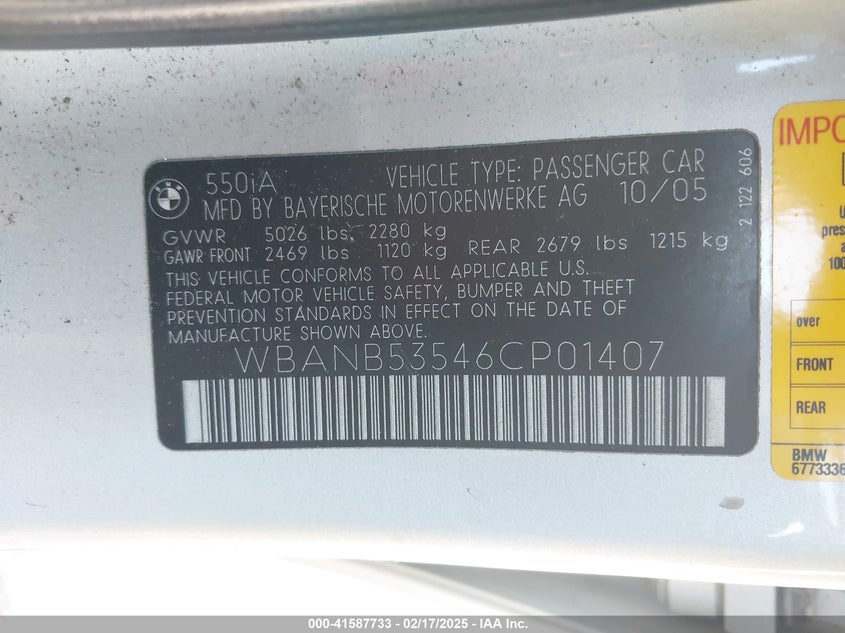 BMW
550iA VEHICLE TYPE: PASSENGER CAR
MFD BY BAYERISCHE MOTORENWERKE AG 10/05
GVWR 5026 lbs 2280 kg
GAWR FRONT 2469 lbs 1120 kg REAR 2679 lbs 1215 kg
THIS VEHICLE CONFORMS TO ALL APPLICABLE U.S.
FEDERAL MOTOR VEHICLE SAFETY, BUMPER AND THEFT
PREVENTION STANDARDS IN EFFECT ON THE DATE OF
MANUFACTURE SHOWN ABOVE.
WBANB53546CP01407
2 122 606
over
FRONT
REAR
BMW
6773336
000-41587733 - 02/17/2025 - IAA Inc.